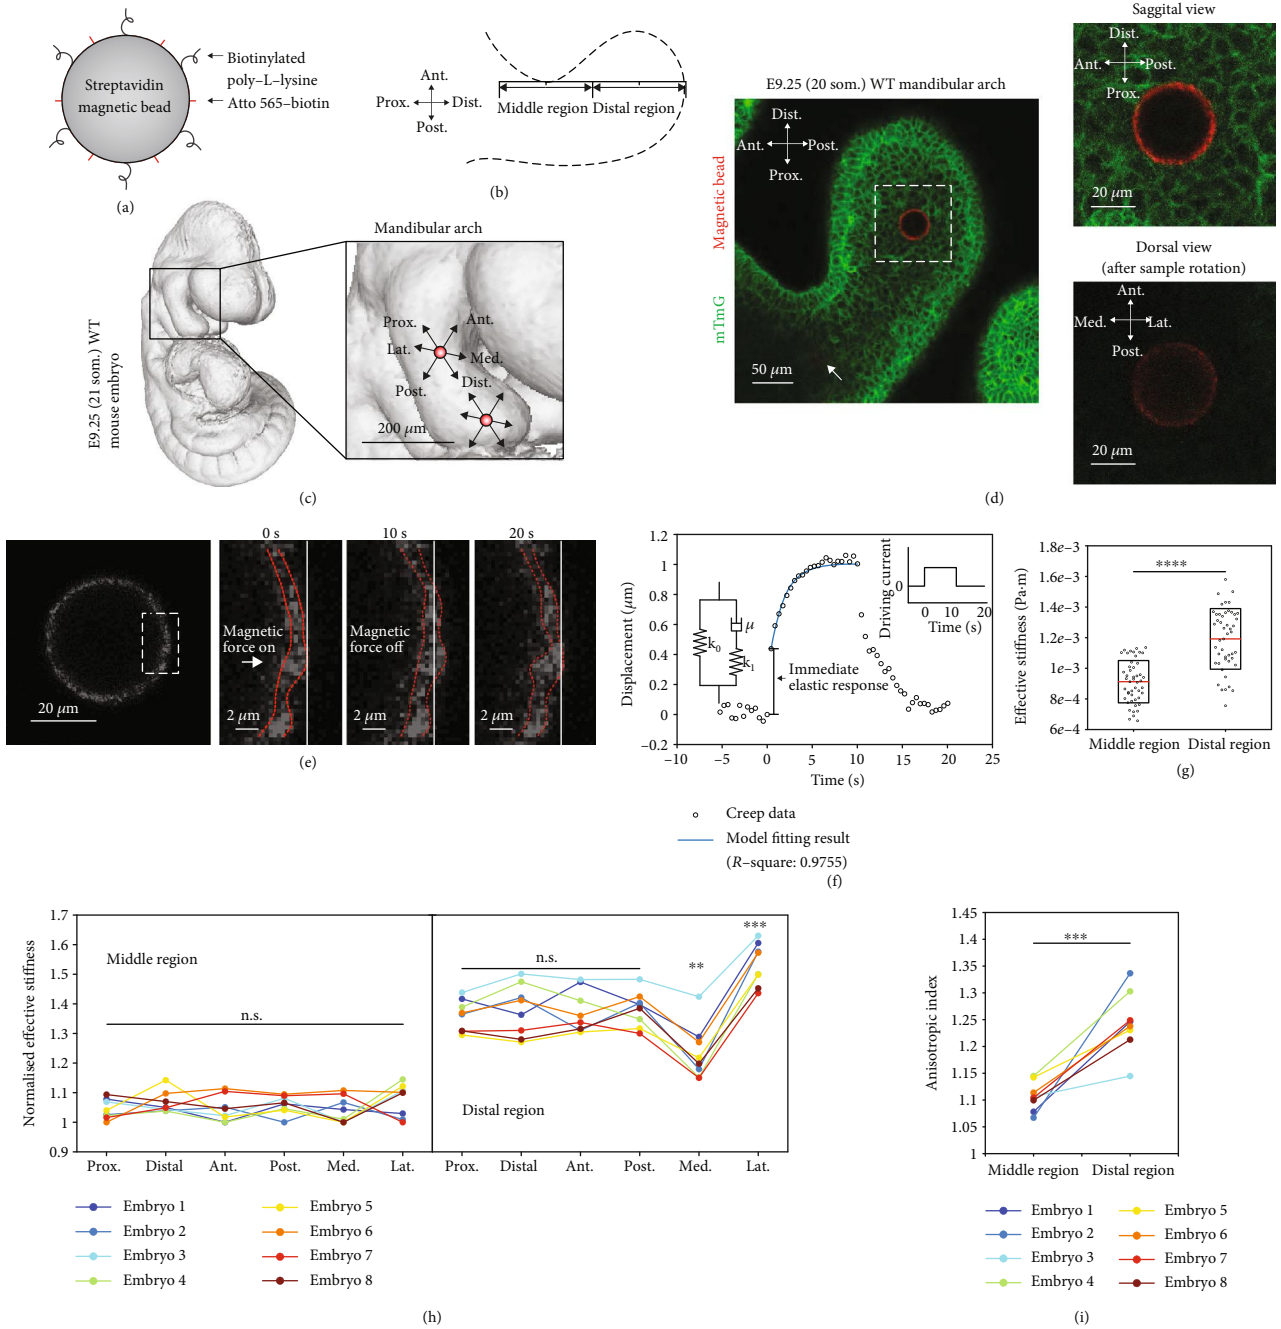 Streptavidin
magnetic bead
Biotinylated
poly–L–lysine
Atto 565–biotin
(a)
Ant.
Prox. Dist.
Post.
Middle region Distal region
(b)
E9.25 (21 som.) WT
mouse embryo
Mandibular arch
Prox. Ant.
Lat. Med.
Post. Dist.
200 μm
(c)
E9.25 (20 som.) WT mandibular arch
Magnetic bead
mTmG
Dist.
Ant. Post.
Prox.
50 μm
Saggital view
Dist.
Ant. Post.
Prox.
20 μm
Dorsal view
(after sample rotation)
Ant.
Med. Lat.
Post.
20 μm
(d)
20 μm
0 s
Magnetic
force on
2 μm
10 s
Magnetic
force off
2 μm
20 s
2 μm
(e)
Displacement (μm)
1.2
1.0
0.8
0.6
0.4
0.2
0
–0.2
–10 –5 0 5 10 15 20 25
Time (s)
k0
μ
k1
Immediate
elastic response
Driving current
0
0 10 20
Time (s)
Creep data
Model fitting result
(R–square: 0.9755)
(f)
Effective stiffness (Pa·m)
1.8e–3
1.6e–3
1.4e–3
1.2e–3
1e–3
8e–4
6e–4
****
Middle region Distal region
(g)
Normalised effective stiffness
1.7
1.6
1.5
1.4
1.3
1.2
1.1
1
0.9
Middle region
n.s.
n.s.
**
***
Distal region
Prox. Distal Ant. Post. Med. Lat. Prox. Distal Ant. Post. Med. Lat.
Embryo 1
Embryo 2
Embryo 3
Embryo 4
Embryo 5
Embryo 6
Embryo 7
Embryo 8
(h)
Anisotropic index
1.45
1.4
1.35
1.3
1.25
1.2
1.15
1.1
1.05
1
***
Middle region Distal region
Embryo 1
Embryo 2
Embryo 3
Embryo 4
Embryo 5
Embryo 6
Embryo 7
Embryo 8
(i)